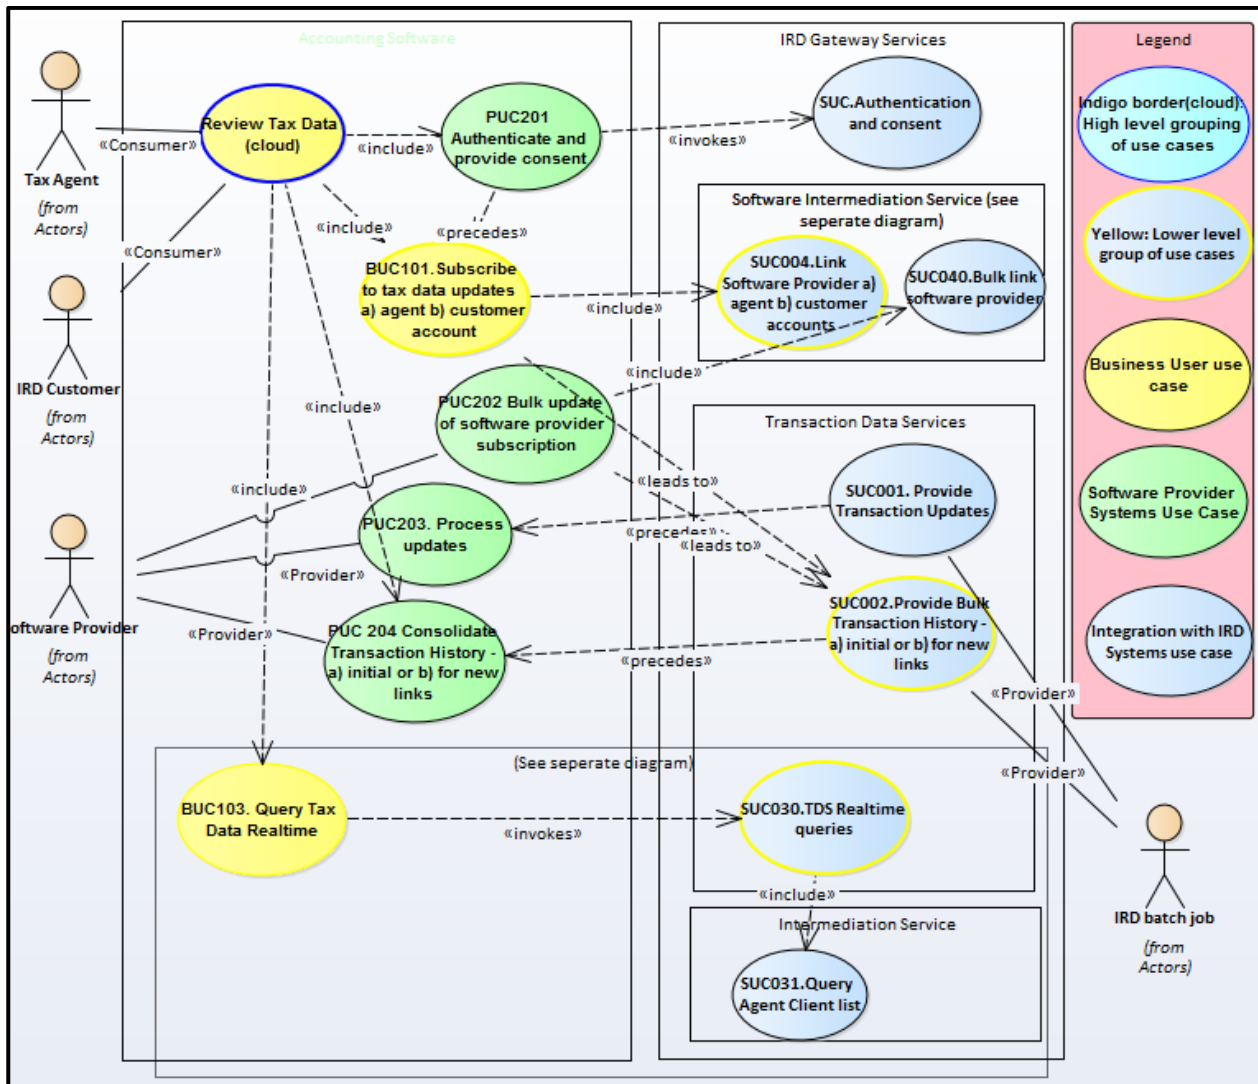 Accounting Software
IRD Gateway Services
Legend
Tax Agent
(from
Actors)
«Consumer»
Review Tax Data
(cloud)
«include»
PUC201
Authenticate and
provide consent
«invokes»
SUC.Authentication
and consent
Indigo border(cloud):
High level grouping
of use cases
«Consumer»
«include»
«precedes»
Software Intermediation Service (see
seperate diagram)
Yellow: Lower level
group of use cases
IRD Customer
(from
Actors)
BUC101.Subscribe
to tax data updates
a) agent b) customer
account
«include»
SUC004.Link
Software Provider a)
agent b) customer
accounts
SUC040.Bulk link
software provider
Business User use
case
«include»
«include»
PUC202 Bulk update
of software provider
subscription
Transaction Data Services
«include»
«leads to»
SUC001. Provide
Transaction Updates
Software Provider
Systems Use Case
PUC203. Process
updates
«precedes»
«leads to»
oftware Provider
(from
Actors)
«Provider»
«Provider»
PUC 204 Consolidate
Transaction History -
a) initial or b) for new
links
«precedes»
SUC002.Provide Bulk
Transaction History -
a) initial or b) for new
links
Integration with IRD
Systems use case
«Provider»
«Provider»
(See seperate diagram)
BUC103. Query Tax
Data Realtime
«invokes»
SUC030.TDS Realtime
queries
«include»
IRD batch job
(from
Actors)
Intermediation Service
SUC031.Query
Agent Client list